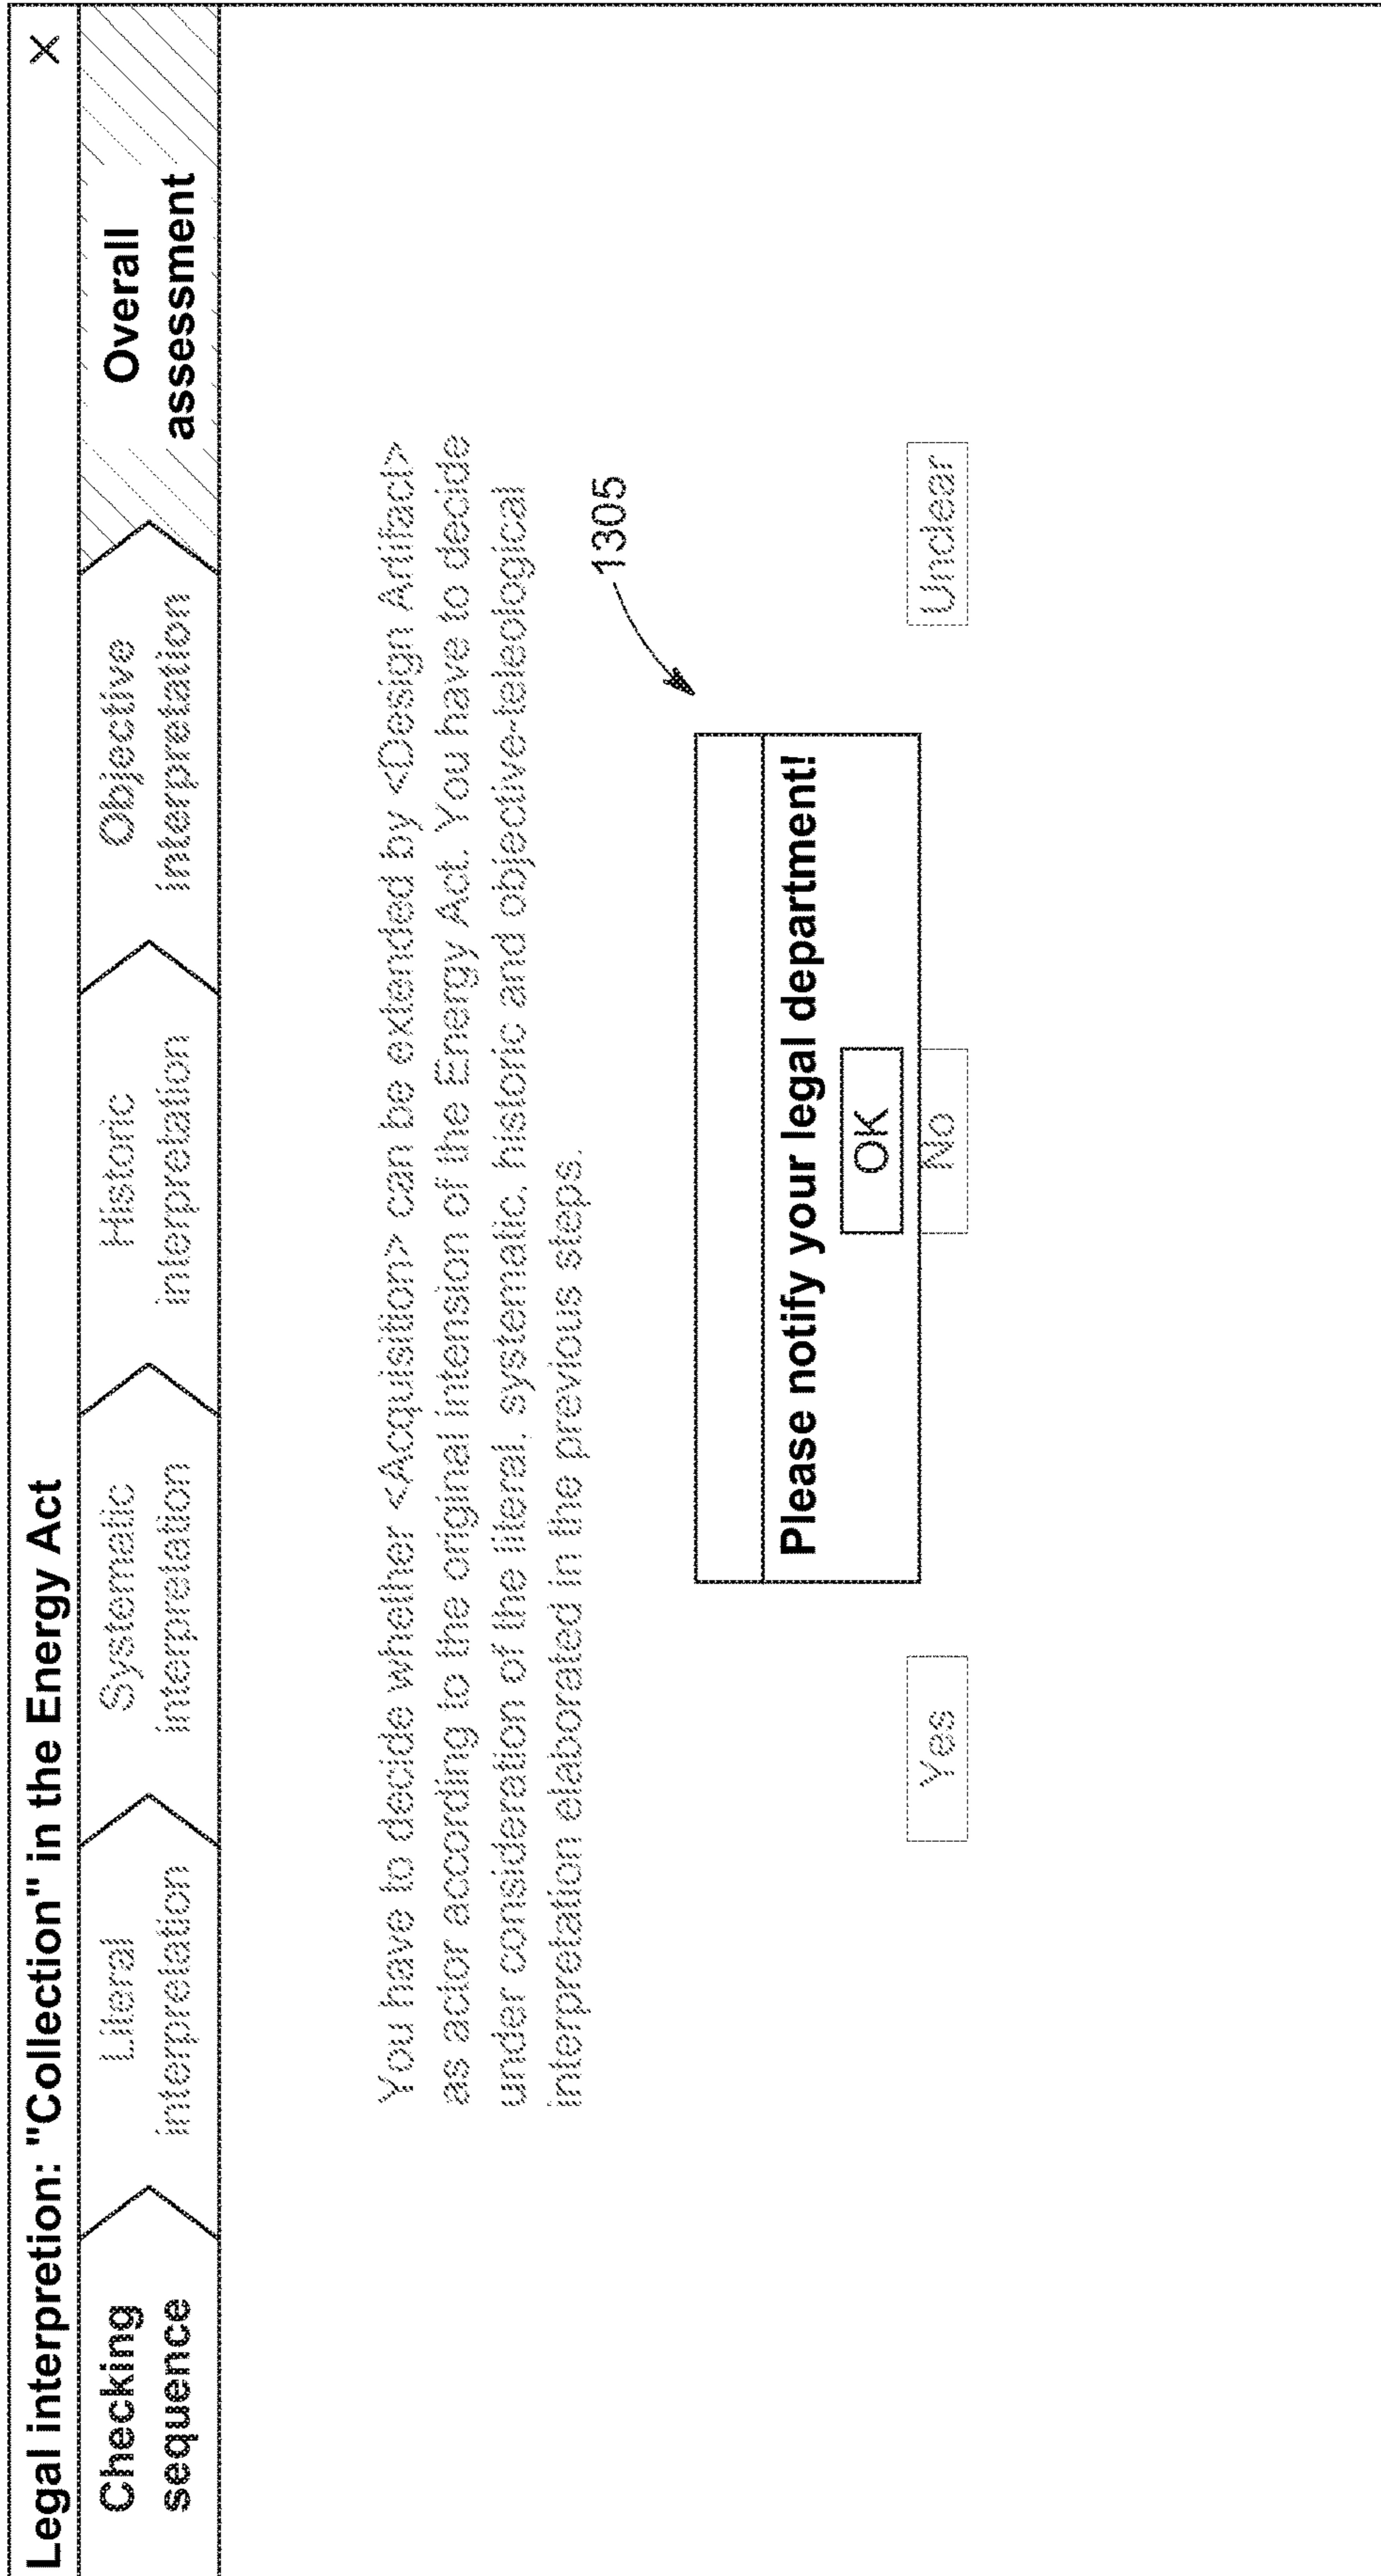 Legal interpretion: "Collection" in the Energy Act
X
Checking
sequence
Literal
interpretation
Systematic
interpretation
Historic
interpretation
Objective
interpretation
Overall
assessment
You have to decide whether <Acquisition> can be extended by <Design Artifact>
as actor according to the original intension of the Energy Act. You have to decide
under consideration of the literal, systematic, historic and objective-teleological
interpretation elaborated in the previous steps.
1305
Please notify your legal department!
OK
Yes
No
Unclear